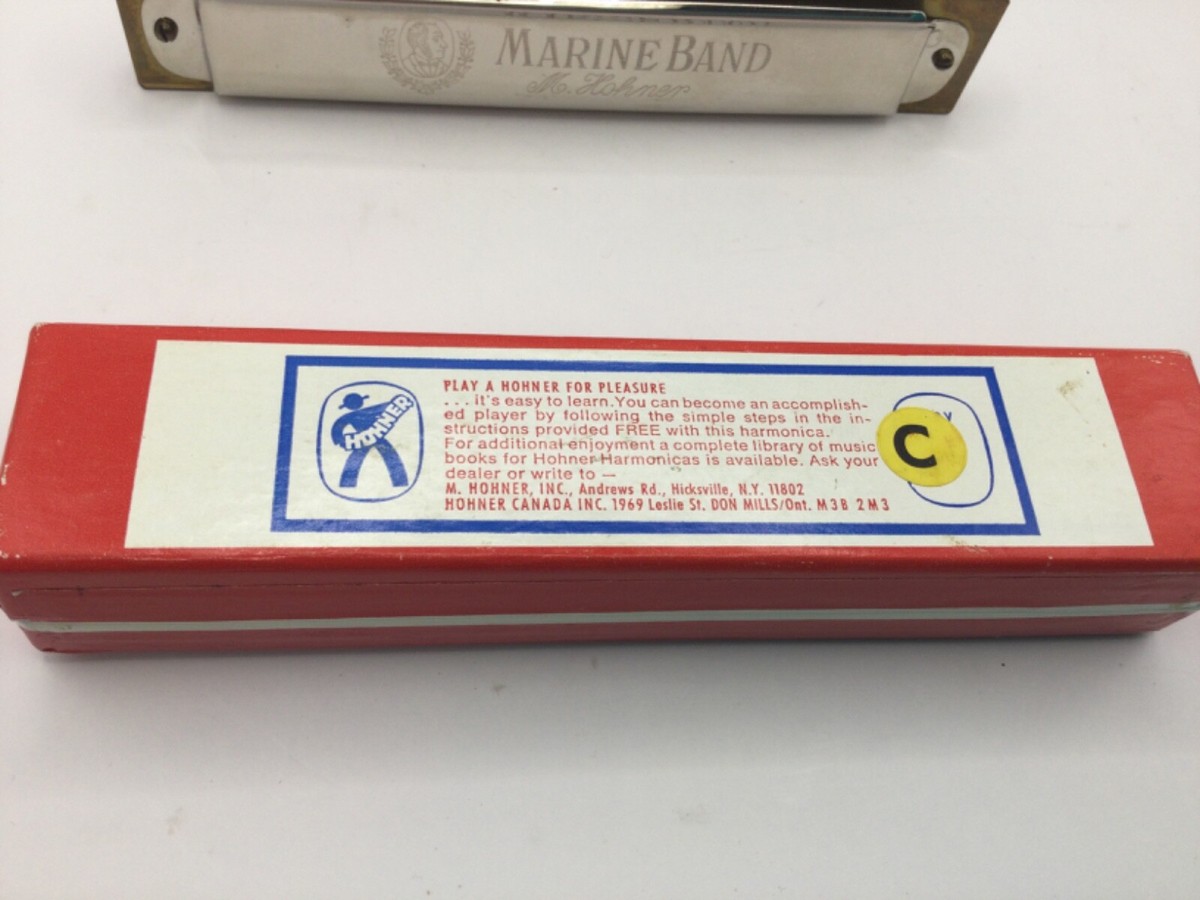 MARINE BAND
M. Hohner
HOHNER
PLAY A HOHNER FOR PLEASURE
... it's easy to learn. You can become an accomplish-
ed player by following the simple steps in the in-
structions provided FREE with this harmonica.
For additional enjoyment a complete library of music
books for Hohner Harmonicas is available. Ask your
dealer or write to —
M. HOHNER, INC., Andrews Rd., Hicksville, N.Y. 11802
HOHNER CANADA INC. 1969 Leslie St. DON MILLS/Ont. M3B 2M3
C